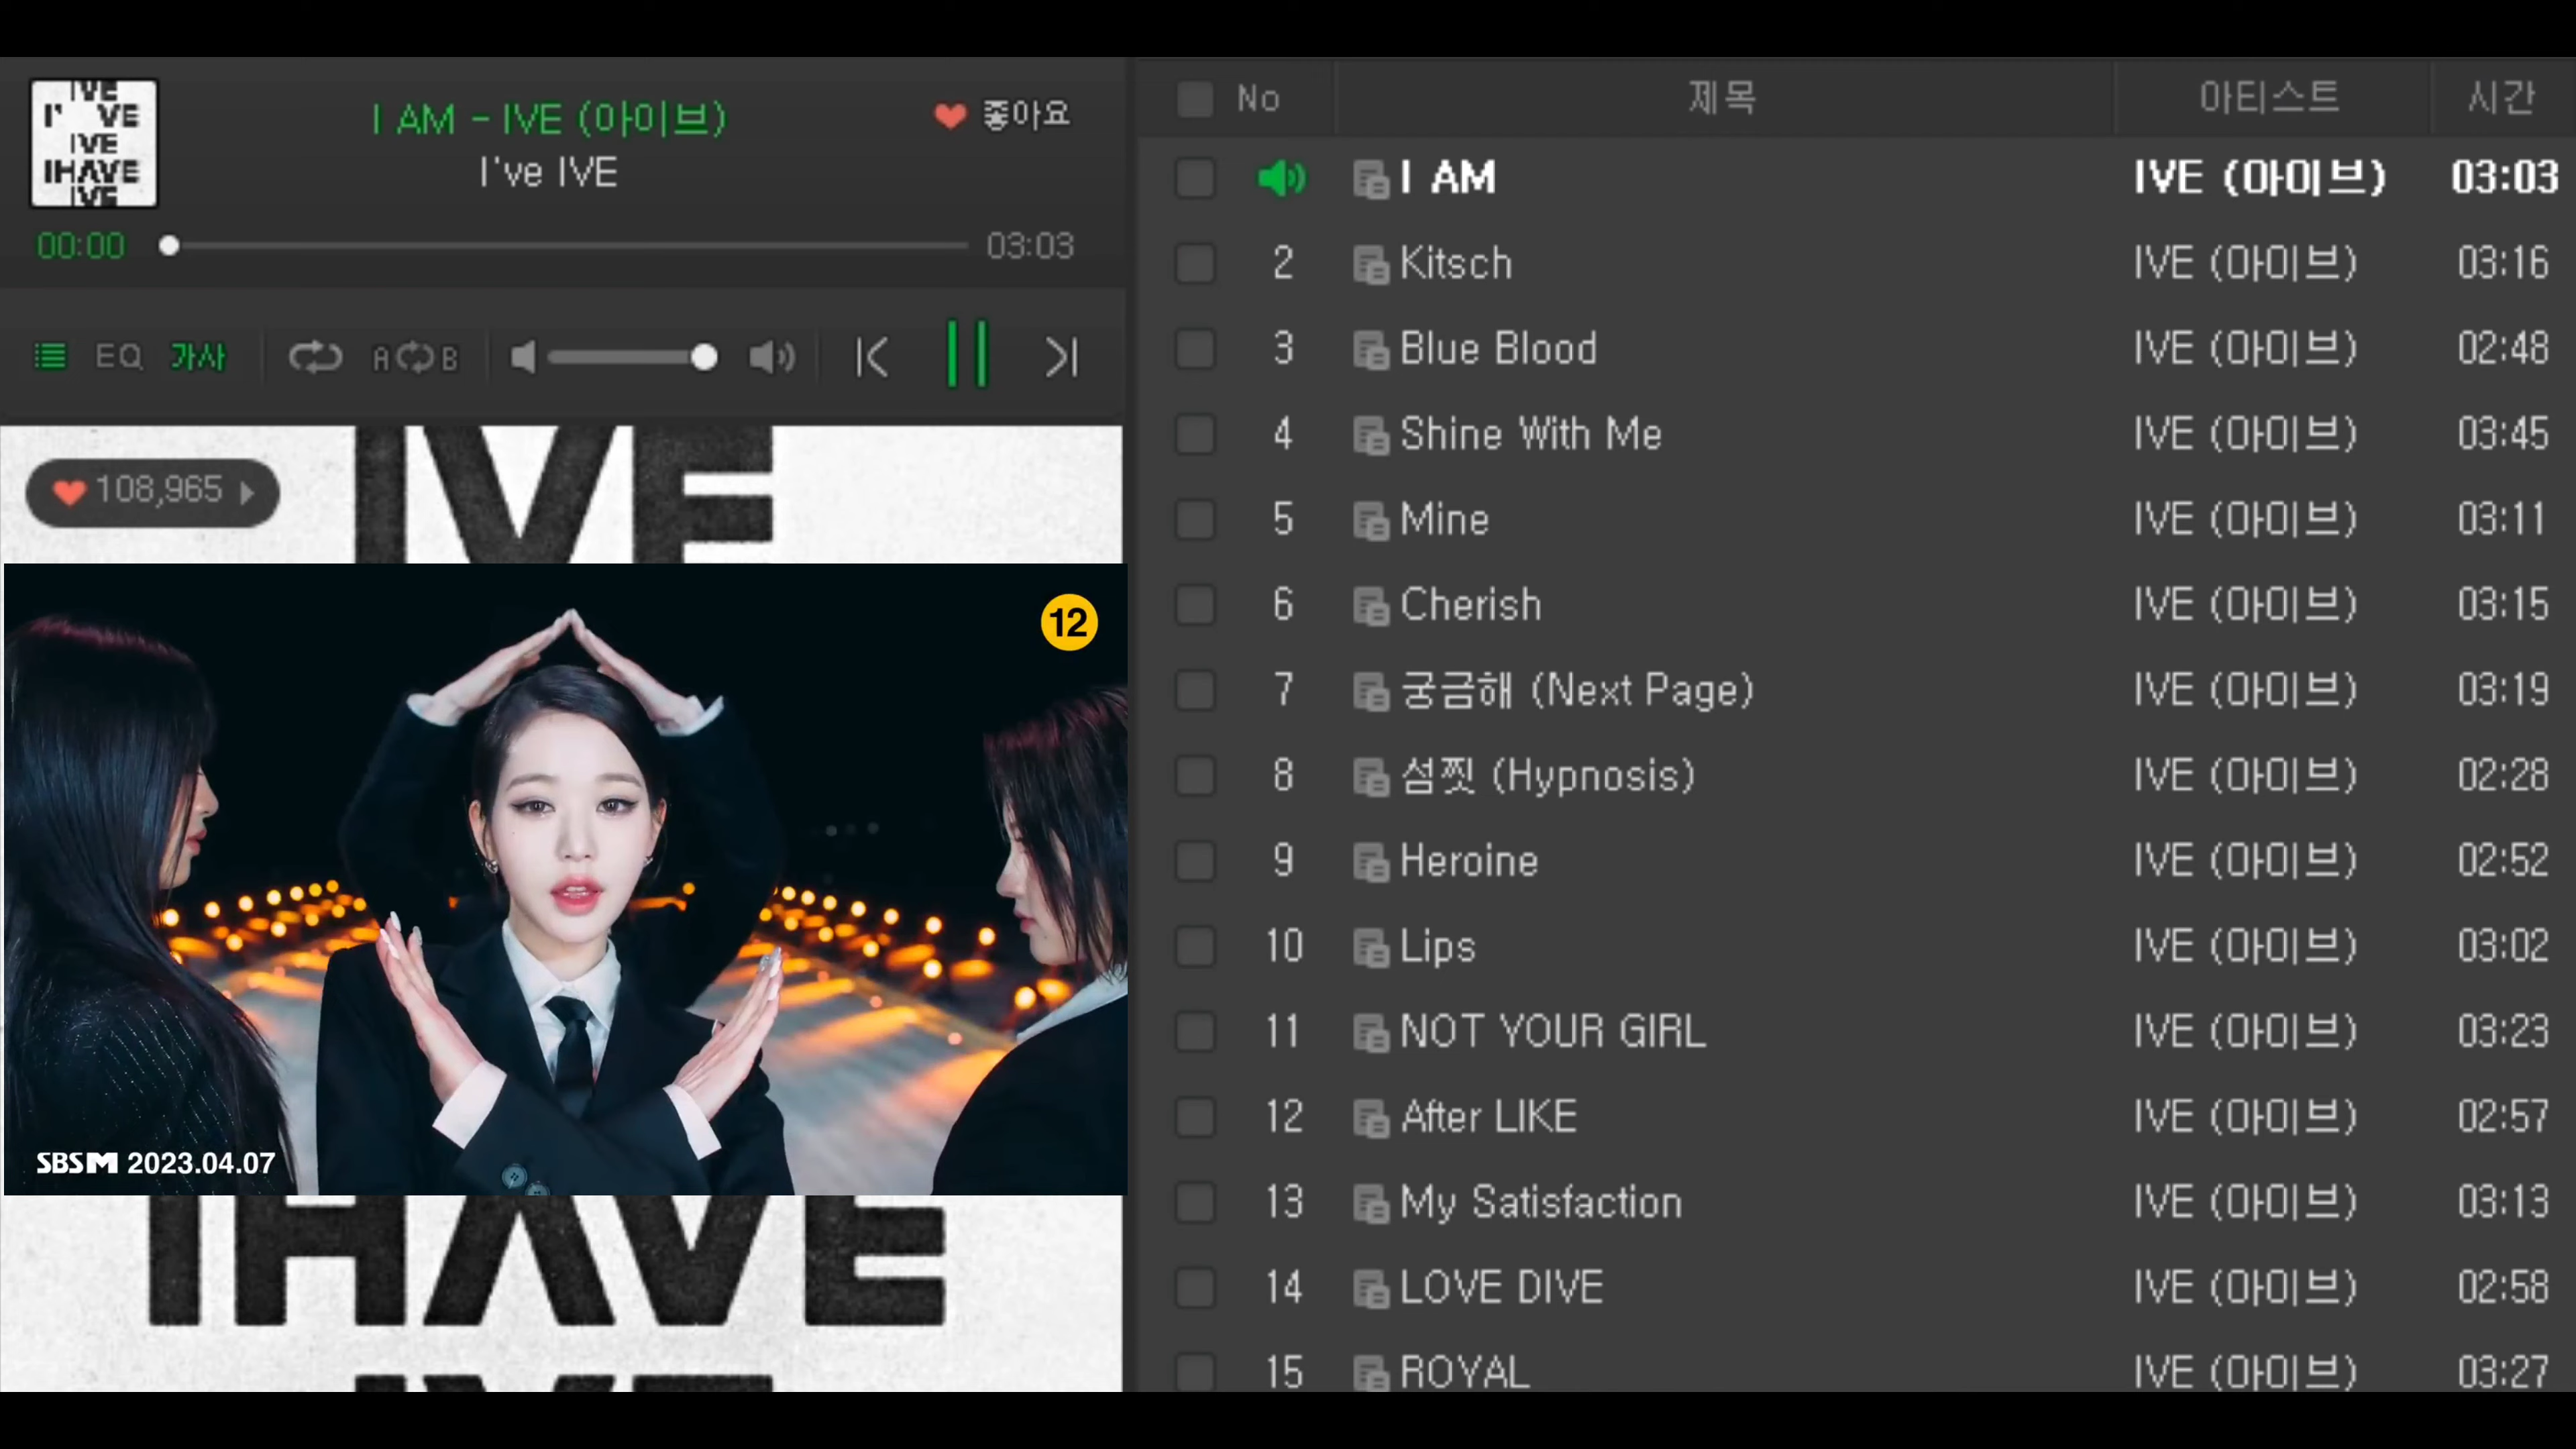 IVE
I' VE
IVE
IHAVE
IVE
I AM - IVE (아이브)
I've IVE
좋아요
00:00
03:03
EQ 가사
A B
108,965
IVE
12
SBS M 2023.04.07
IHAVE
IVE
No 제목 아티스트 시간
I AM IVE (아이브) 03:03
2 Kitsch IVE (아이브) 03:16
3 Blue Blood IVE (아이브) 02:48
4 Shine With Me IVE (아이브) 03:45
5 Mine IVE (아이브) 03:11
6 Cherish IVE (아이브) 03:15
7 궁금해 (Next Page) IVE (아이브) 03:19
8 섬찟 (Hypnosis) IVE (아이브) 02:28
9 Heroine IVE (아이브) 02:52
10 Lips IVE (아이브) 03:02
11 NOT YOUR GIRL IVE (아이브) 03:23
12 After LIKE IVE (아이브) 02:57
13 My Satisfaction IVE (아이브) 03:13
14 LOVE DIVE IVE (아이브) 02:58
15 ROYAL IVE (아이브) 03:27